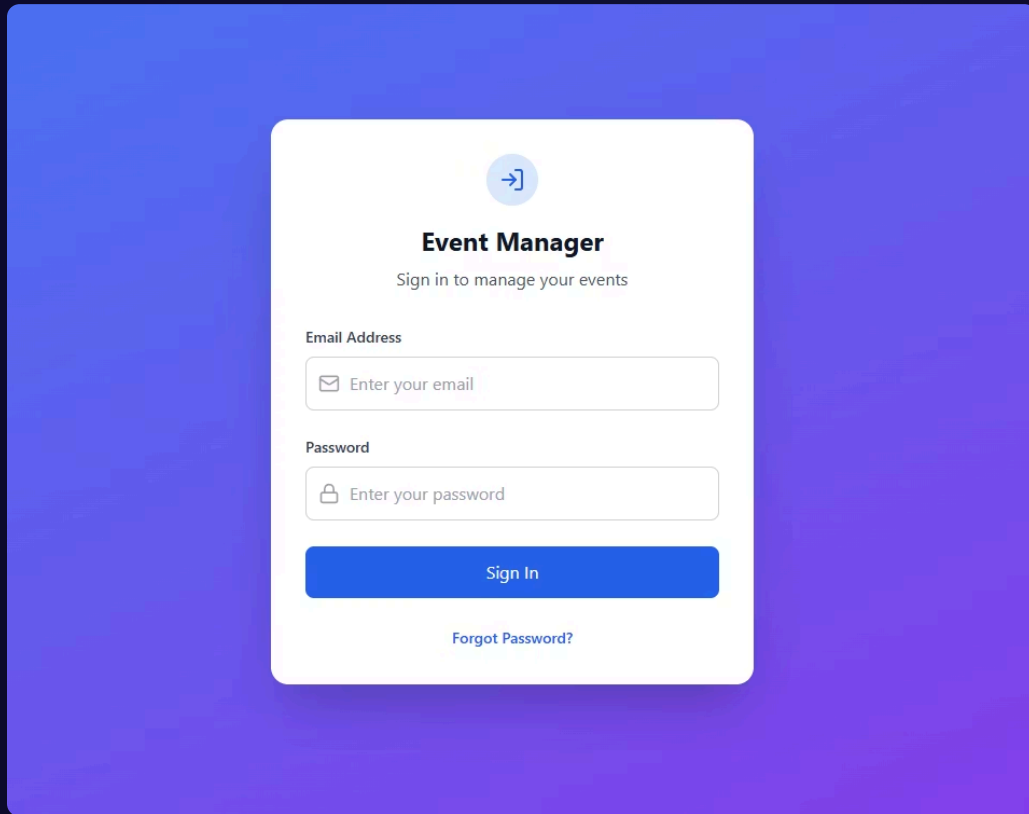 Event Manager
Sign in to manage your events
Email Address
Enter your email
Password
Enter your password
Sign In
Forgot Password?